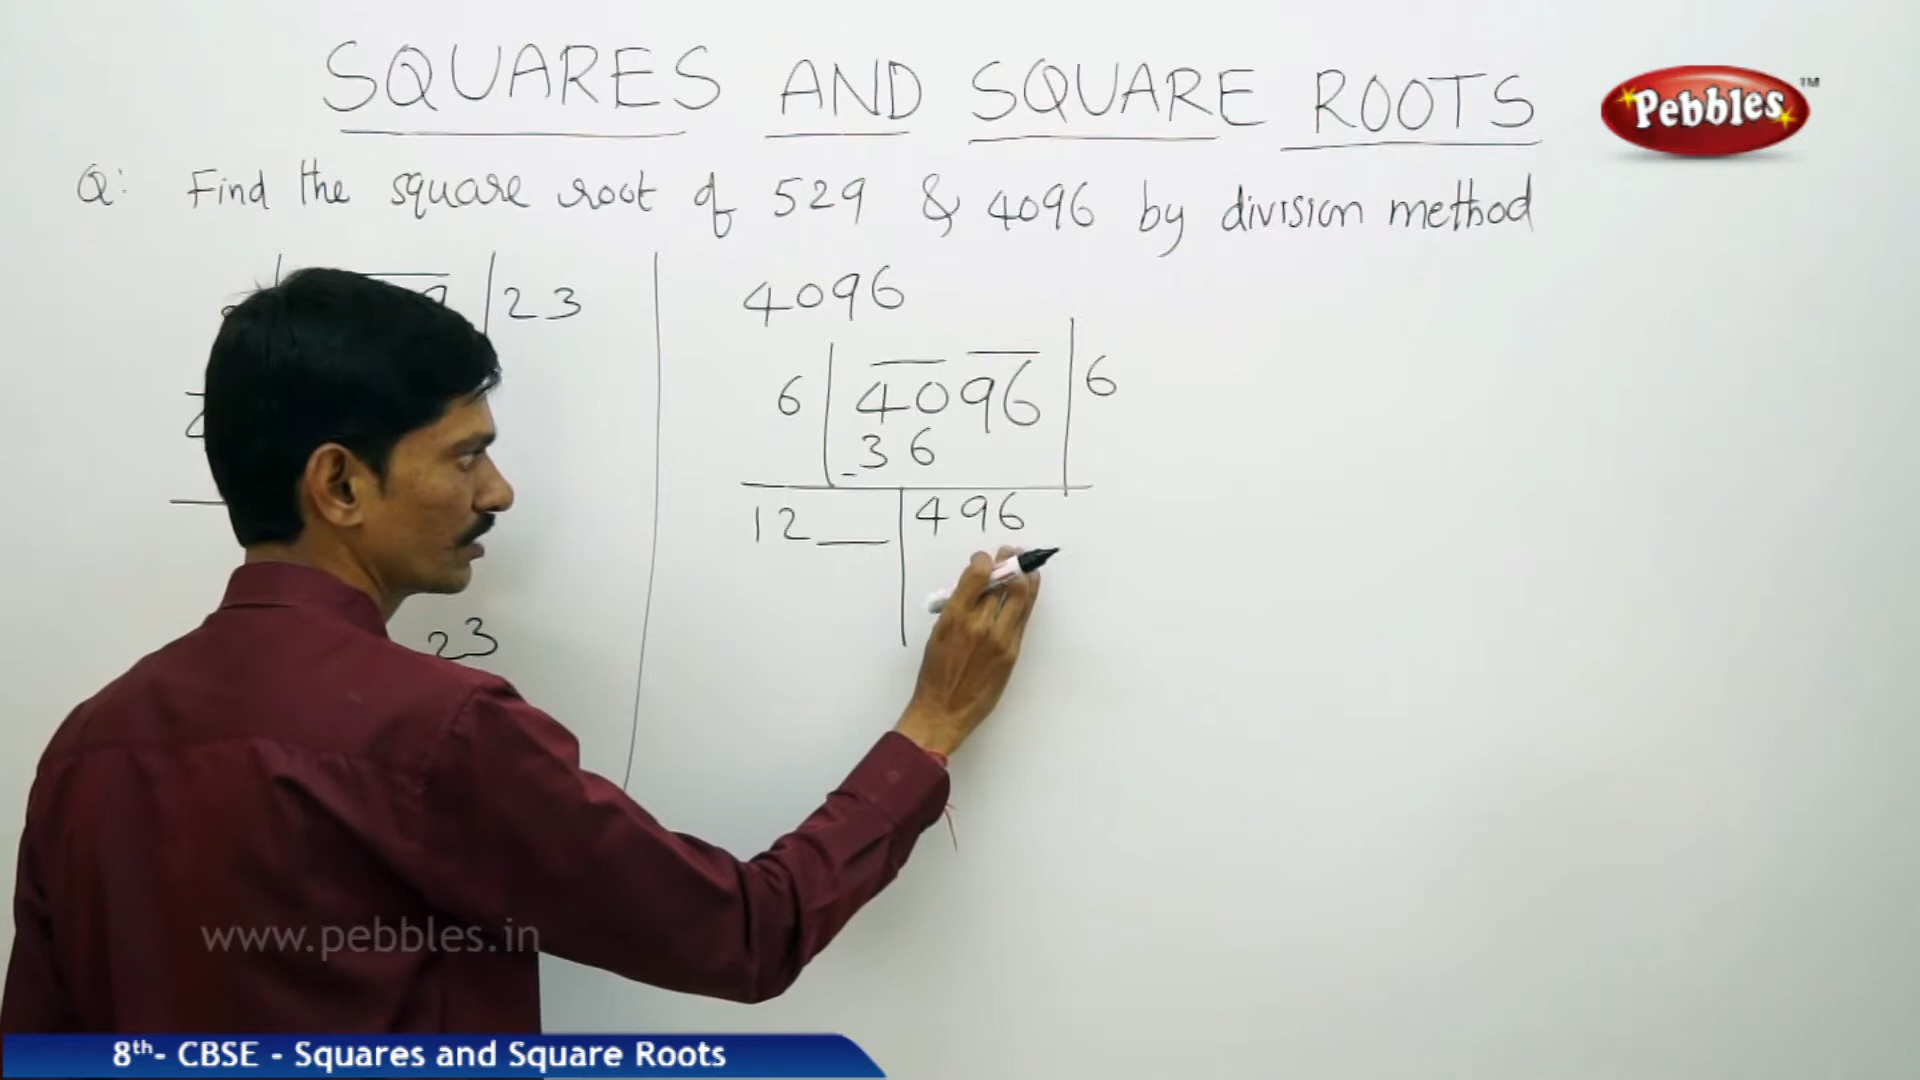 SQUARES AND SQUARE ROOTS
Pebbles™
Q: Find the square root of 529 & 4096 by division method
23
4096
6 4096 6
-36
12__ 496
23
www.pebbles.in
8th- CBSE - Squares and Square Roots